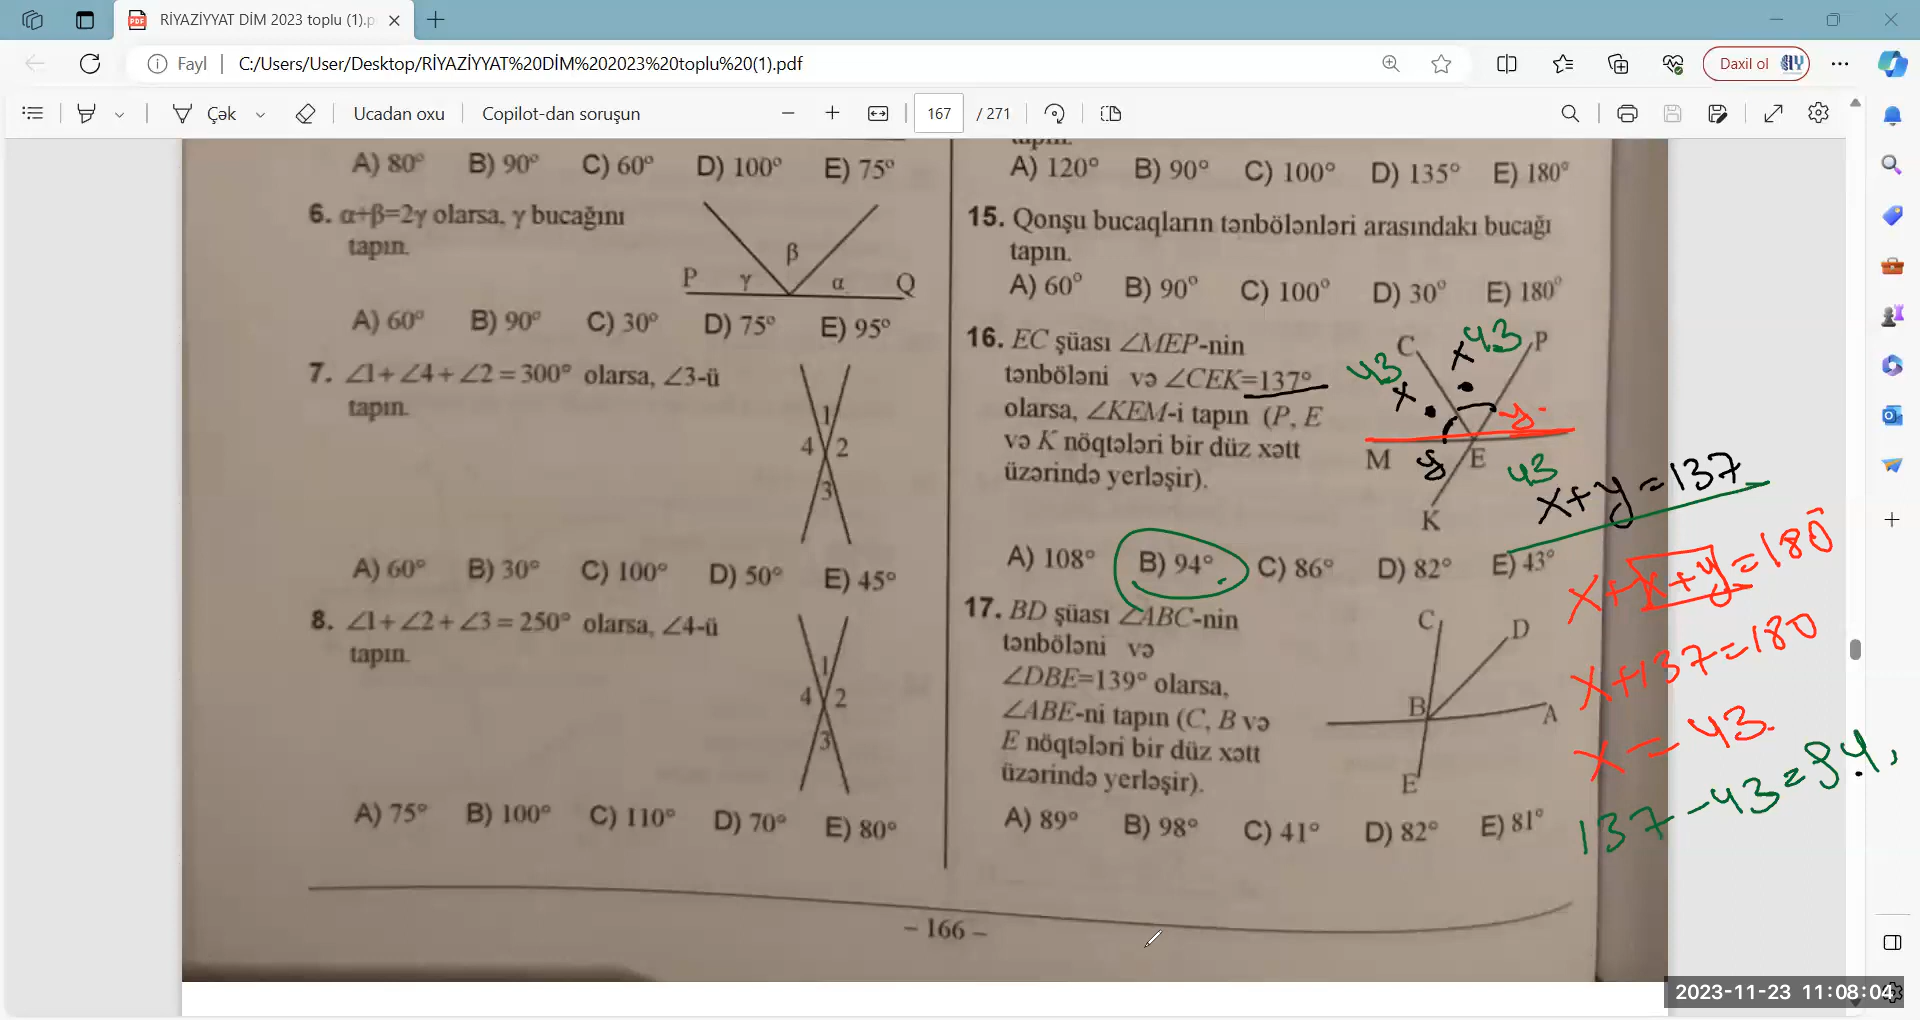 RİYAZİYYAT DİM 2023 toplu (1).p
Fayl
C:/Users/User/Desktop/RİYAZİYYAT%20DİM%202023%20toplu%20(1).pdf
Daxil ol
Çək
Ucadan oxu
Copilot-dan soruşun
167 / 271
A) 80° B) 90° C) 60° D) 100° E) 75°
6. α+β=2γ olarsa, γ bucağını
tapın.
P γ β α Q
A) 60° B) 90° C) 30° D) 75° E) 95°
7. ∠1+∠4+∠2=300° olarsa, ∠3-ü
tapın.
1
4 2
3
A) 60° B) 30° C) 100° D) 50° E) 45°
8. ∠1+∠2+∠3=250° olarsa, ∠4-ü
tapın.
1
4 2
3
A) 75° B) 100° C) 110° D) 70° E) 80°
tapın.
A) 120° B) 90° C) 100° D) 135° E) 180°
15. Qonşu bucaqların tənbölənləri arasındakı bucağı
tapın.
A) 60° B) 90° C) 100° D) 30° E) 180°
16. EC şüası ∠MEP-nin
tənböləni və ∠CEK=137°
olarsa, ∠KEM-i tapın (P, E
və K nöqtələri bir düz xətt
üzərində yerləşir).
C x 43 P
43 x
y
M y E 43
K
x+y=137
A) 108° B) 94° C) 86° D) 82° E) 43°
x+x+y=180
x+137=180
x=43
137-43=94
17. BD şüası ∠ABC-nin
tənböləni və
∠DBE=139° olarsa,
∠ABE-ni tapın (C, B və
E nöqtələri bir düz xətt
üzərində yerləşir).
C D
B A
E
A) 89° B) 98° C) 41° D) 82° E) 81°
– 166 –
2023-11-23 11:08:04